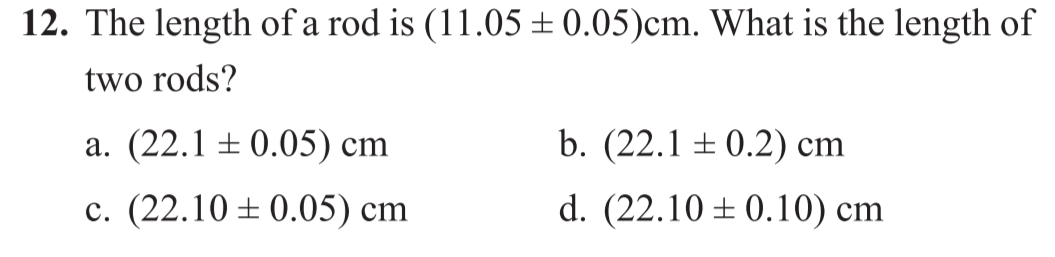 12. The length of a rod is (11.05 ± 0.05)cm. What is the length of
two rods?
a. (22.1 ± 0.05) cm b. (22.1 ± 0.2) cm
c. (22.10 ± 0.05) cm d. (22.10 ± 0.10) cm